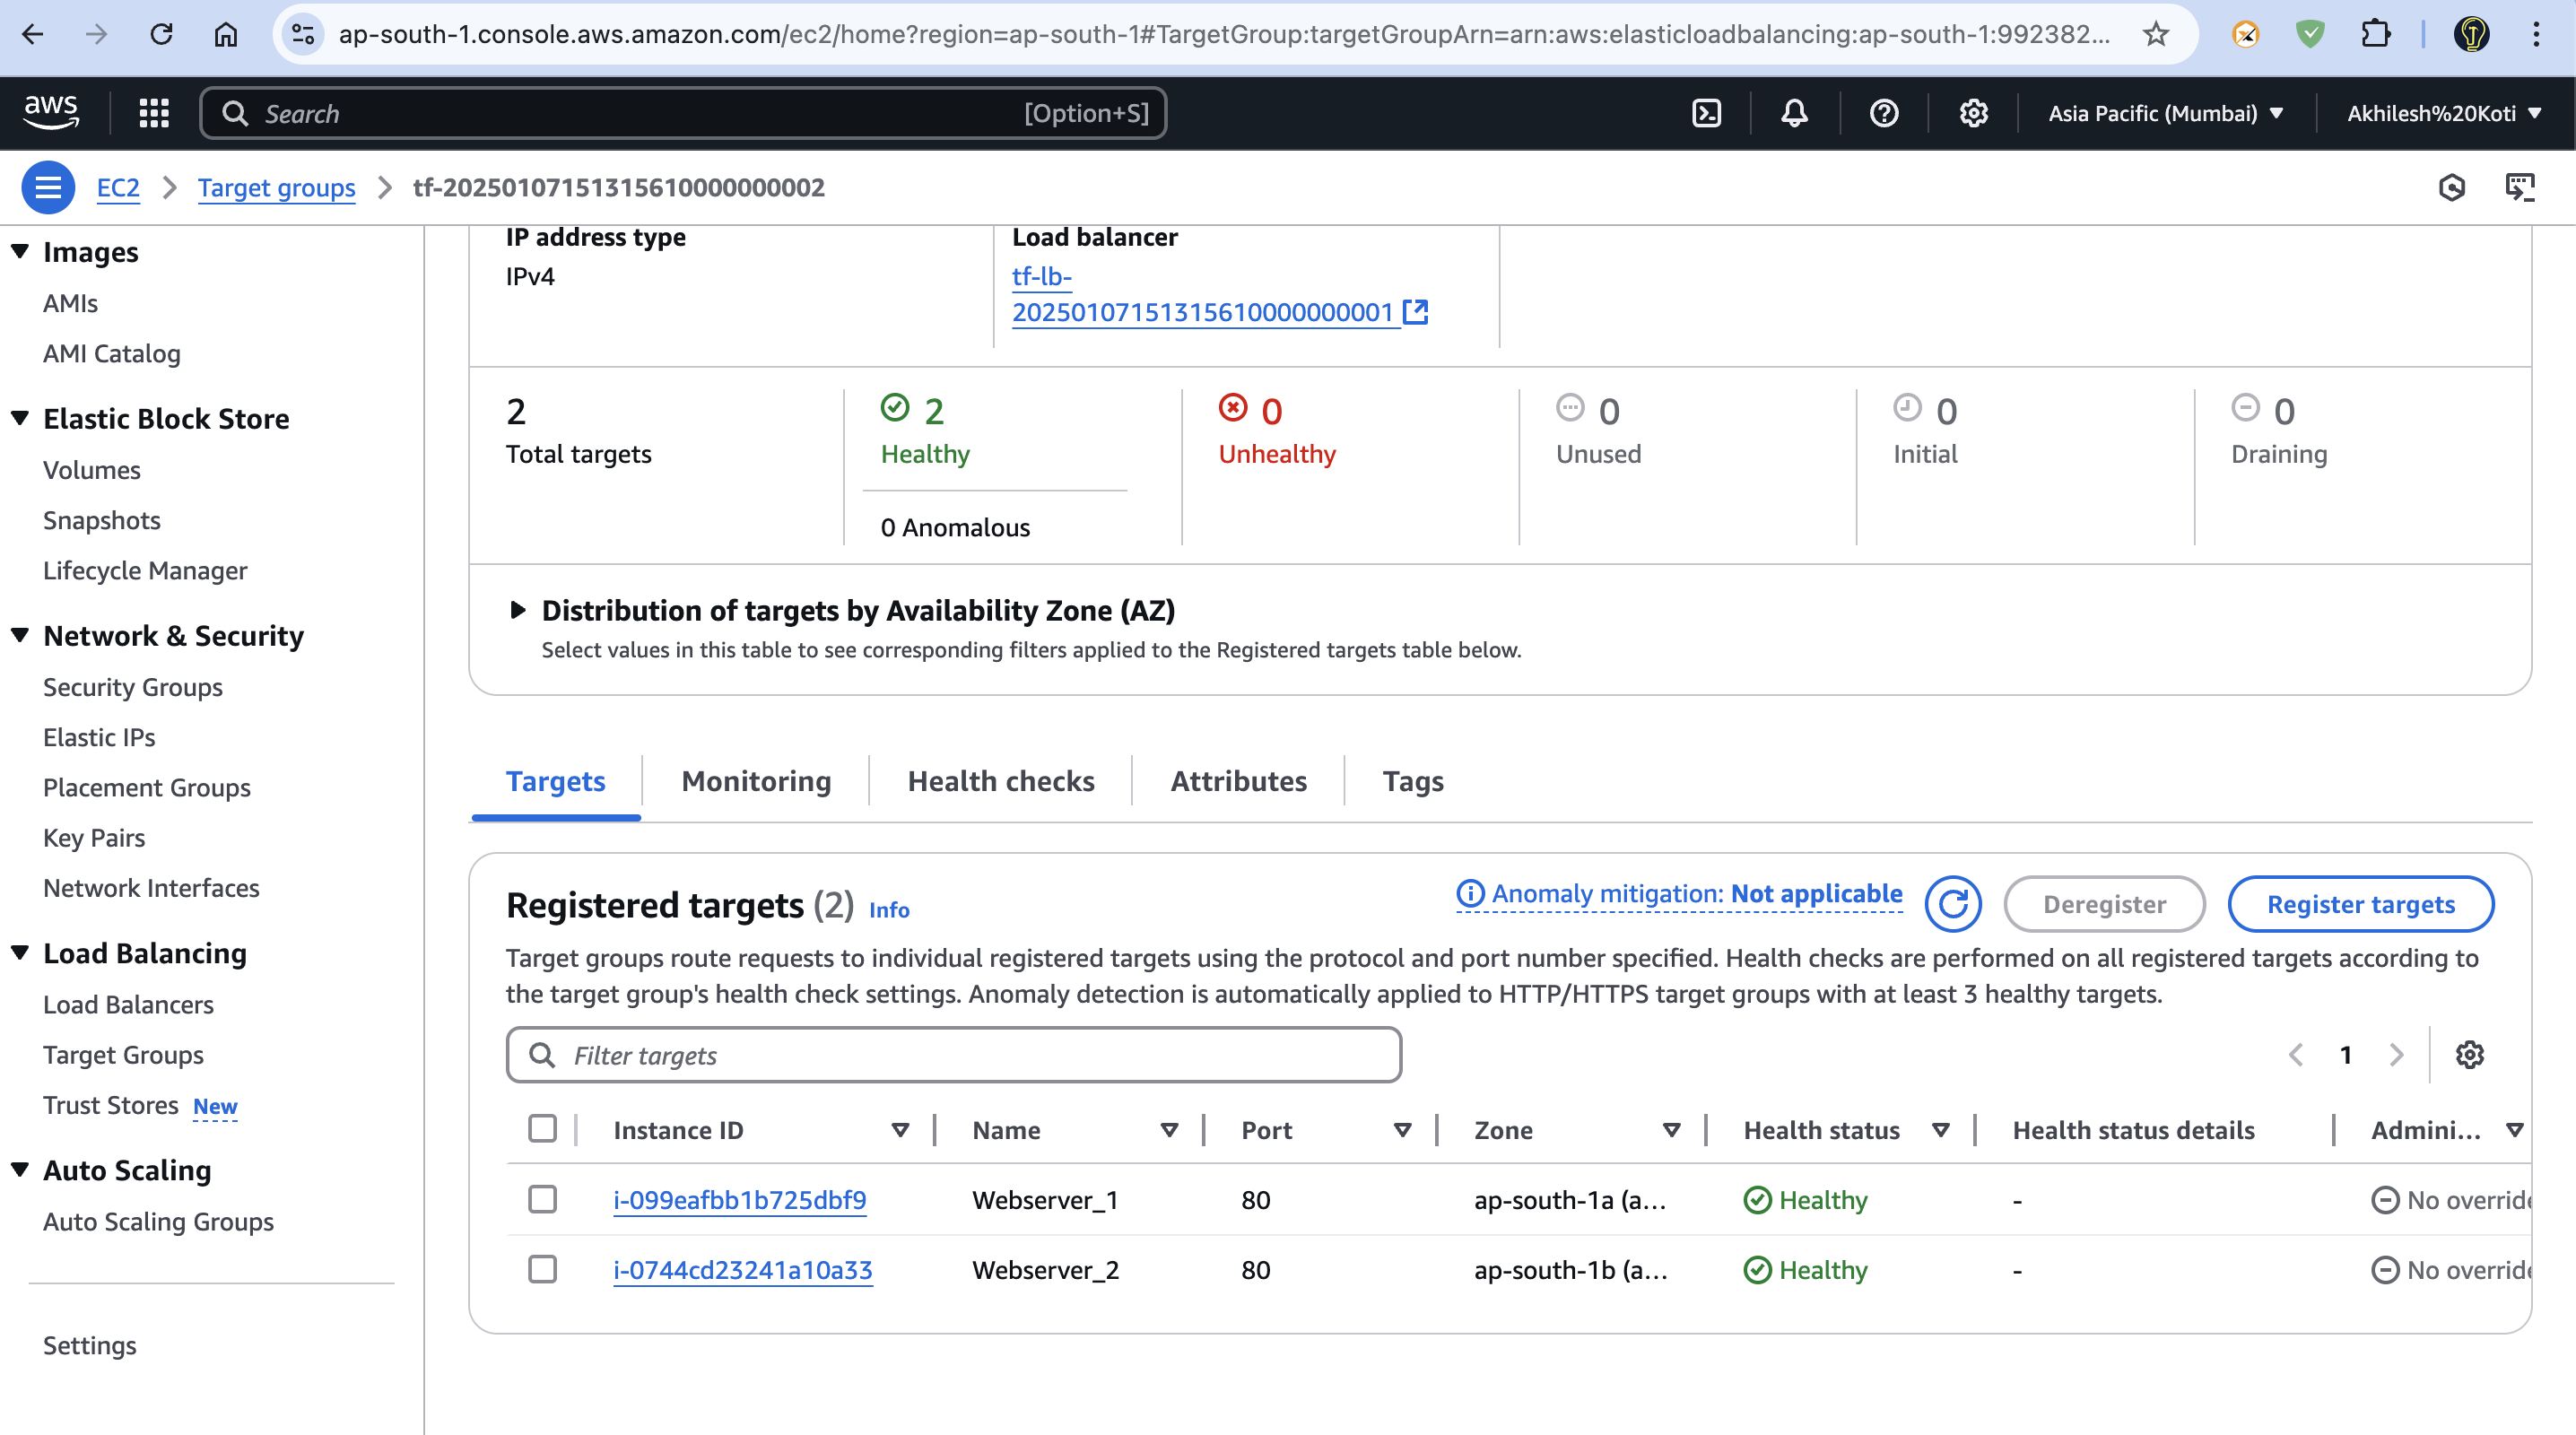 ap-south-1.console.aws.amazon.com/ec2/home?region=ap-south-1#TargetGroup:targetGroupArn=arn:aws:elasticloadbalancing:ap-south-1:992382...
aws
Search
[Option+S]
Asia Pacific (Mumbai)
Akhilesh%20Koti
EC2
Target groups
tf-20250107151315610000000002
Images
AMIs
AMI Catalog
Elastic Block Store
Volumes
Snapshots
Lifecycle Manager
Network & Security
Security Groups
Elastic IPs
Placement Groups
Key Pairs
Network Interfaces
Load Balancing
Load Balancers
Target Groups
Trust Stores New
Auto Scaling
Auto Scaling Groups
Settings
IP address type
IPv4
Load balancer
tf-lb-
20250107151315610000000001
2
Total targets
2
Healthy
0 Anomalous
0
Unhealthy
0
Unused
0
Initial
0
Draining
Distribution of targets by Availability Zone (AZ)
Select values in this table to see corresponding filters applied to the Registered targets table below.
Targets
Monitoring
Health checks
Attributes
Tags
Registered targets (2) Info
Anomaly mitigation: Not applicable
Deregister
Register targets
Target groups route requests to individual registered targets using the protocol and port number specified. Health checks are performed on all registered targets according to
the target group's health check settings. Anomaly detection is automatically applied to HTTP/HTTPS target groups with at least 3 healthy targets.
Filter targets
1
Instance ID Name Port Zone Health status Health status details Admini...
i-099eafbb1b725dbf9 Webserver_1 80 ap-south-1a (a... Healthy - No override
i-0744cd23241a10a33 Webserver_2 80 ap-south-1b (a... Healthy - No override